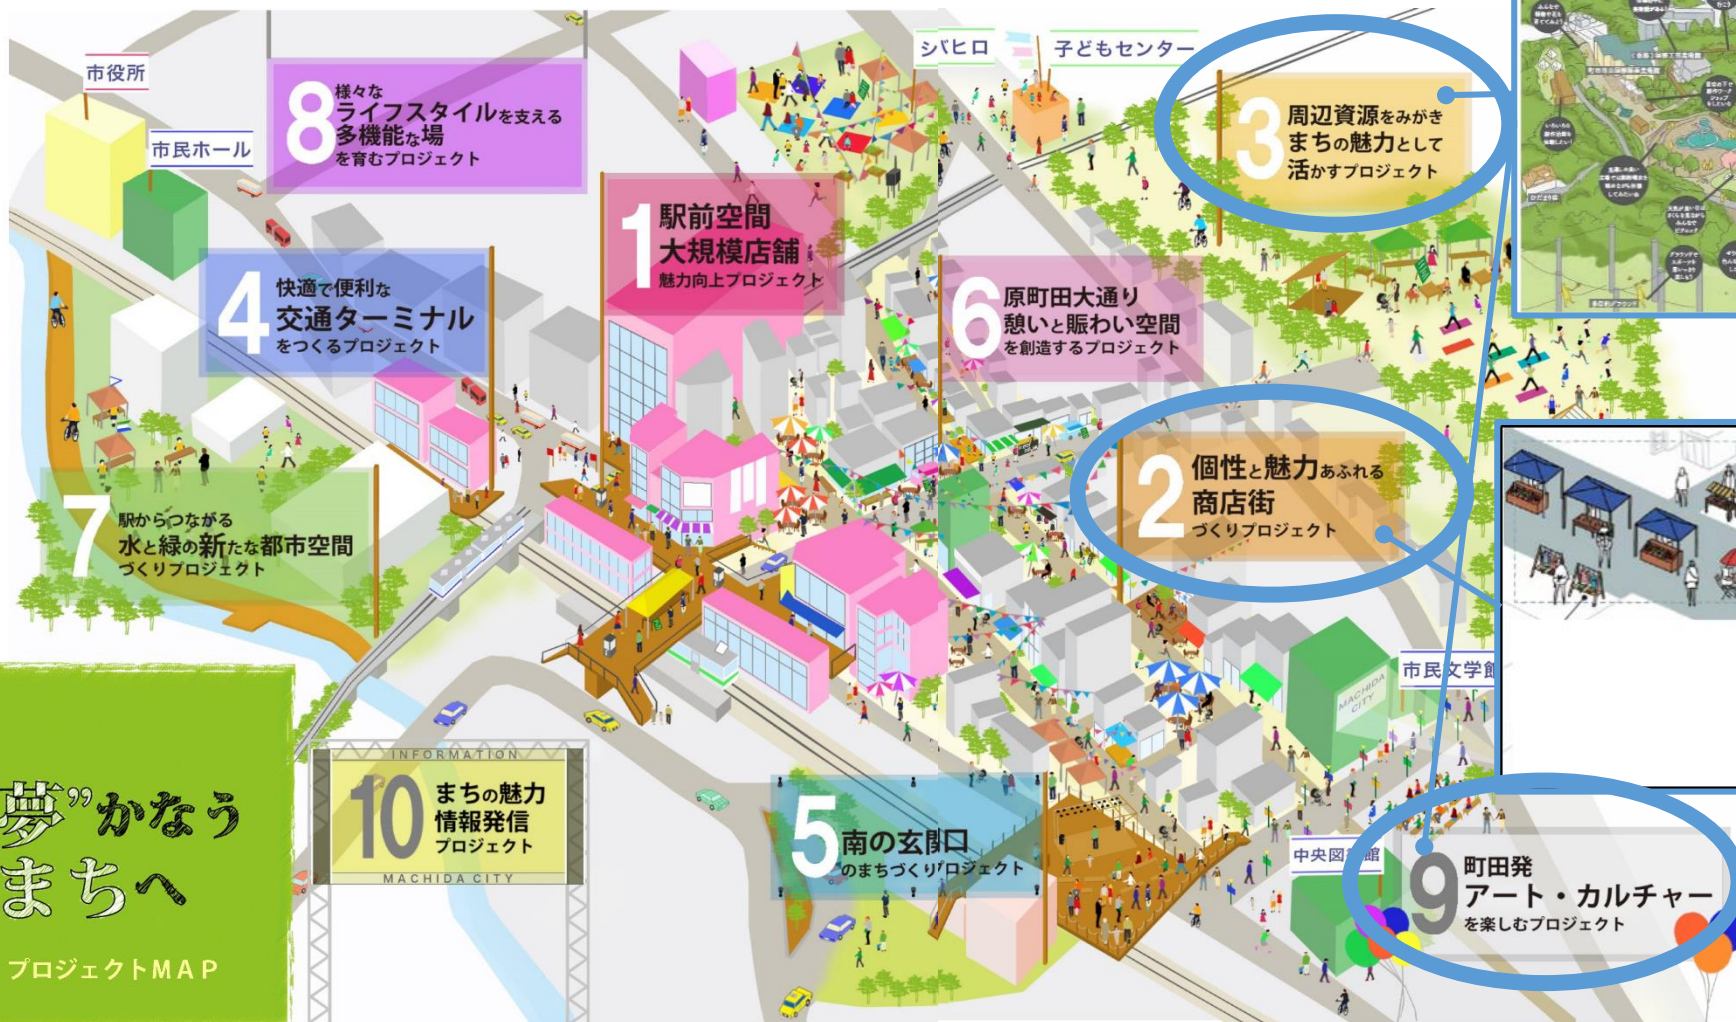 市役所
市民ホール
8
様々な
ライフスタイルを支える
多機能な場
を育むプロジェクト
シバヒロ
子どもセンター
3
周辺資源をみがき
まちの魅力として
活かすプロジェクト
1
駅前空間
大規模店舗
魅力向上プロジェクト
4
快適で便利な
交通ターミナル
をつくるプロジェクト
6
原町田大通り
憩いと賑わい空間
を創造するプロジェクト
2
個性と魅力あふれる
商店街
づくりプロジェクト
7
駅からつながる
水と緑の新たな都市空間
づくりプロジェクト
市民文学館
MACHIDA
CITY
夢”かなう
まちへ
プロジェクトMAP
INFORMATION
10
まちの魅力
情報発信
プロジェクト
MACHIDA CITY
5
南の玄関口
のまちづくりプロジェクト
中央図 館
9
町田発
アート・カルチャー
を楽しむプロジェクト